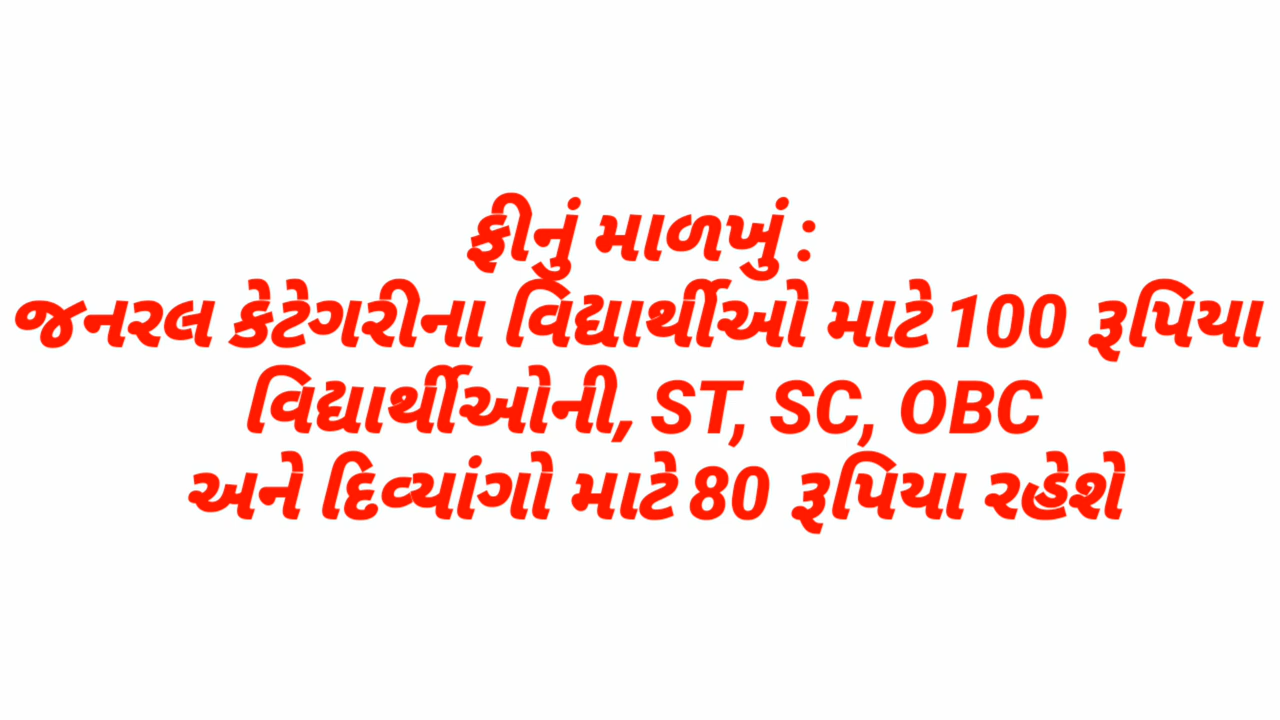 ફીનું માળખું :
જનરલ કેટેગરીના વિદ્યાર્થીઓ માટે 100 રૂપિયા
વિદ્યાર્થીઓની, ST, SC, OBC
અને દિવ્યાંગો માટે 80 રૂપિયા રહેશે